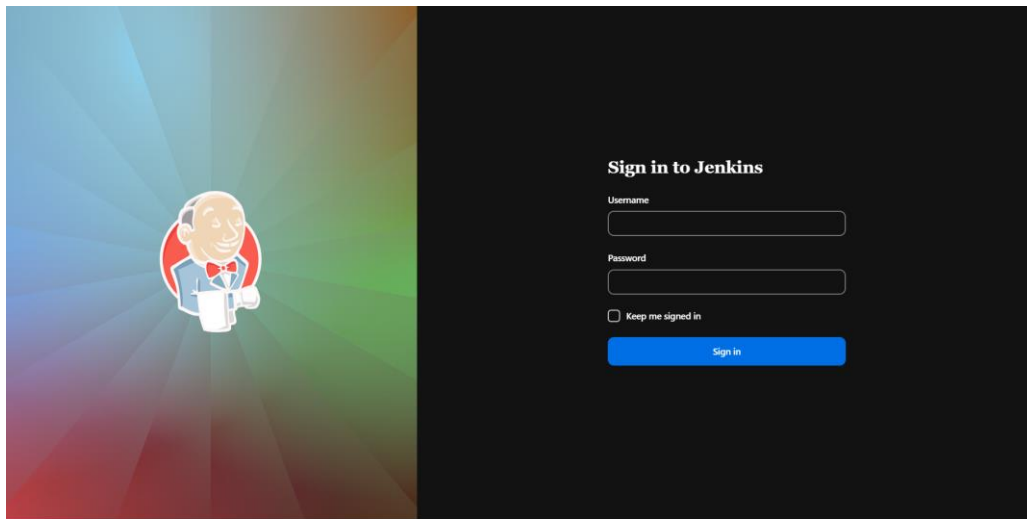 Sign in to Jenkins
Username
Password
Keep me signed in
Sign in